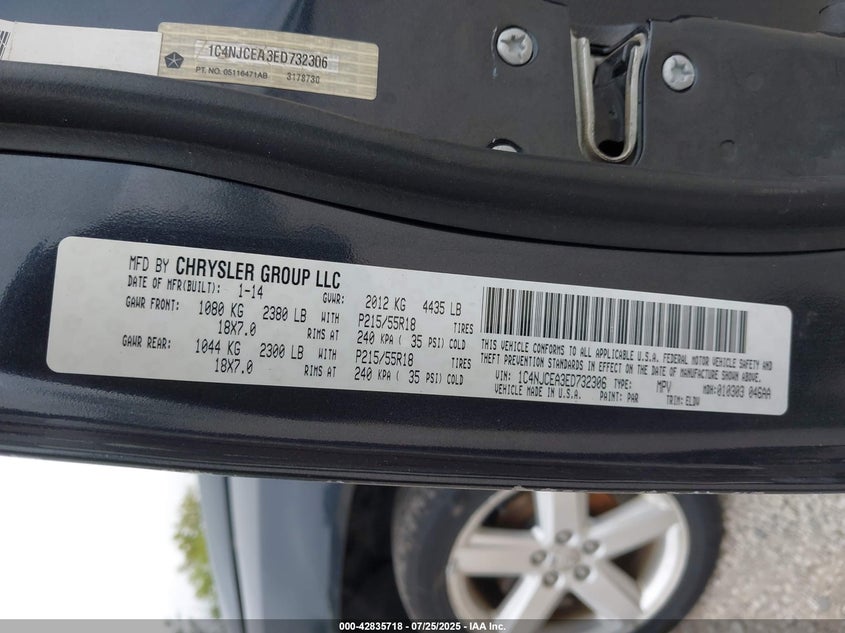 1C4NJCEA3ED732306
PT. NO. 05116471AB 3178730
MFD BY CHRYSLER GROUP LLC
DATE OF MFR(BUILT): 1-14 GVWR: 2012 KG 4435 LB
GAWR FRONT: 1080 KG 2380 LB WITH P215/55R18 TIRES
18X7.0 RIMS AT 240 KPA ( 35 PSI) COLD
GAWR REAR: 1044 KG 2300 LB WITH P215/55R18 TIRES
18X7.0 RIMS AT 240 KPA ( 35 PSI) COLD
THIS VEHICLE CONFORMS TO ALL APPLICABLE U.S.A. FEDERAL MOTOR VEHICLE SAFETY AND
THEFT PREVENTION STANDARDS IN EFFECT ON THE DATE OF MANUFACTURE SHOWN ABOVE.
VIN: 1C4NJCEA3ED732306 TYPE: MPV MDH:010303 046AA
VEHICLE MADE IN U.S.A. PAINT: PAR TRIM: ELDV
000-42835718 - 07/25/2025 - IAA Inc.